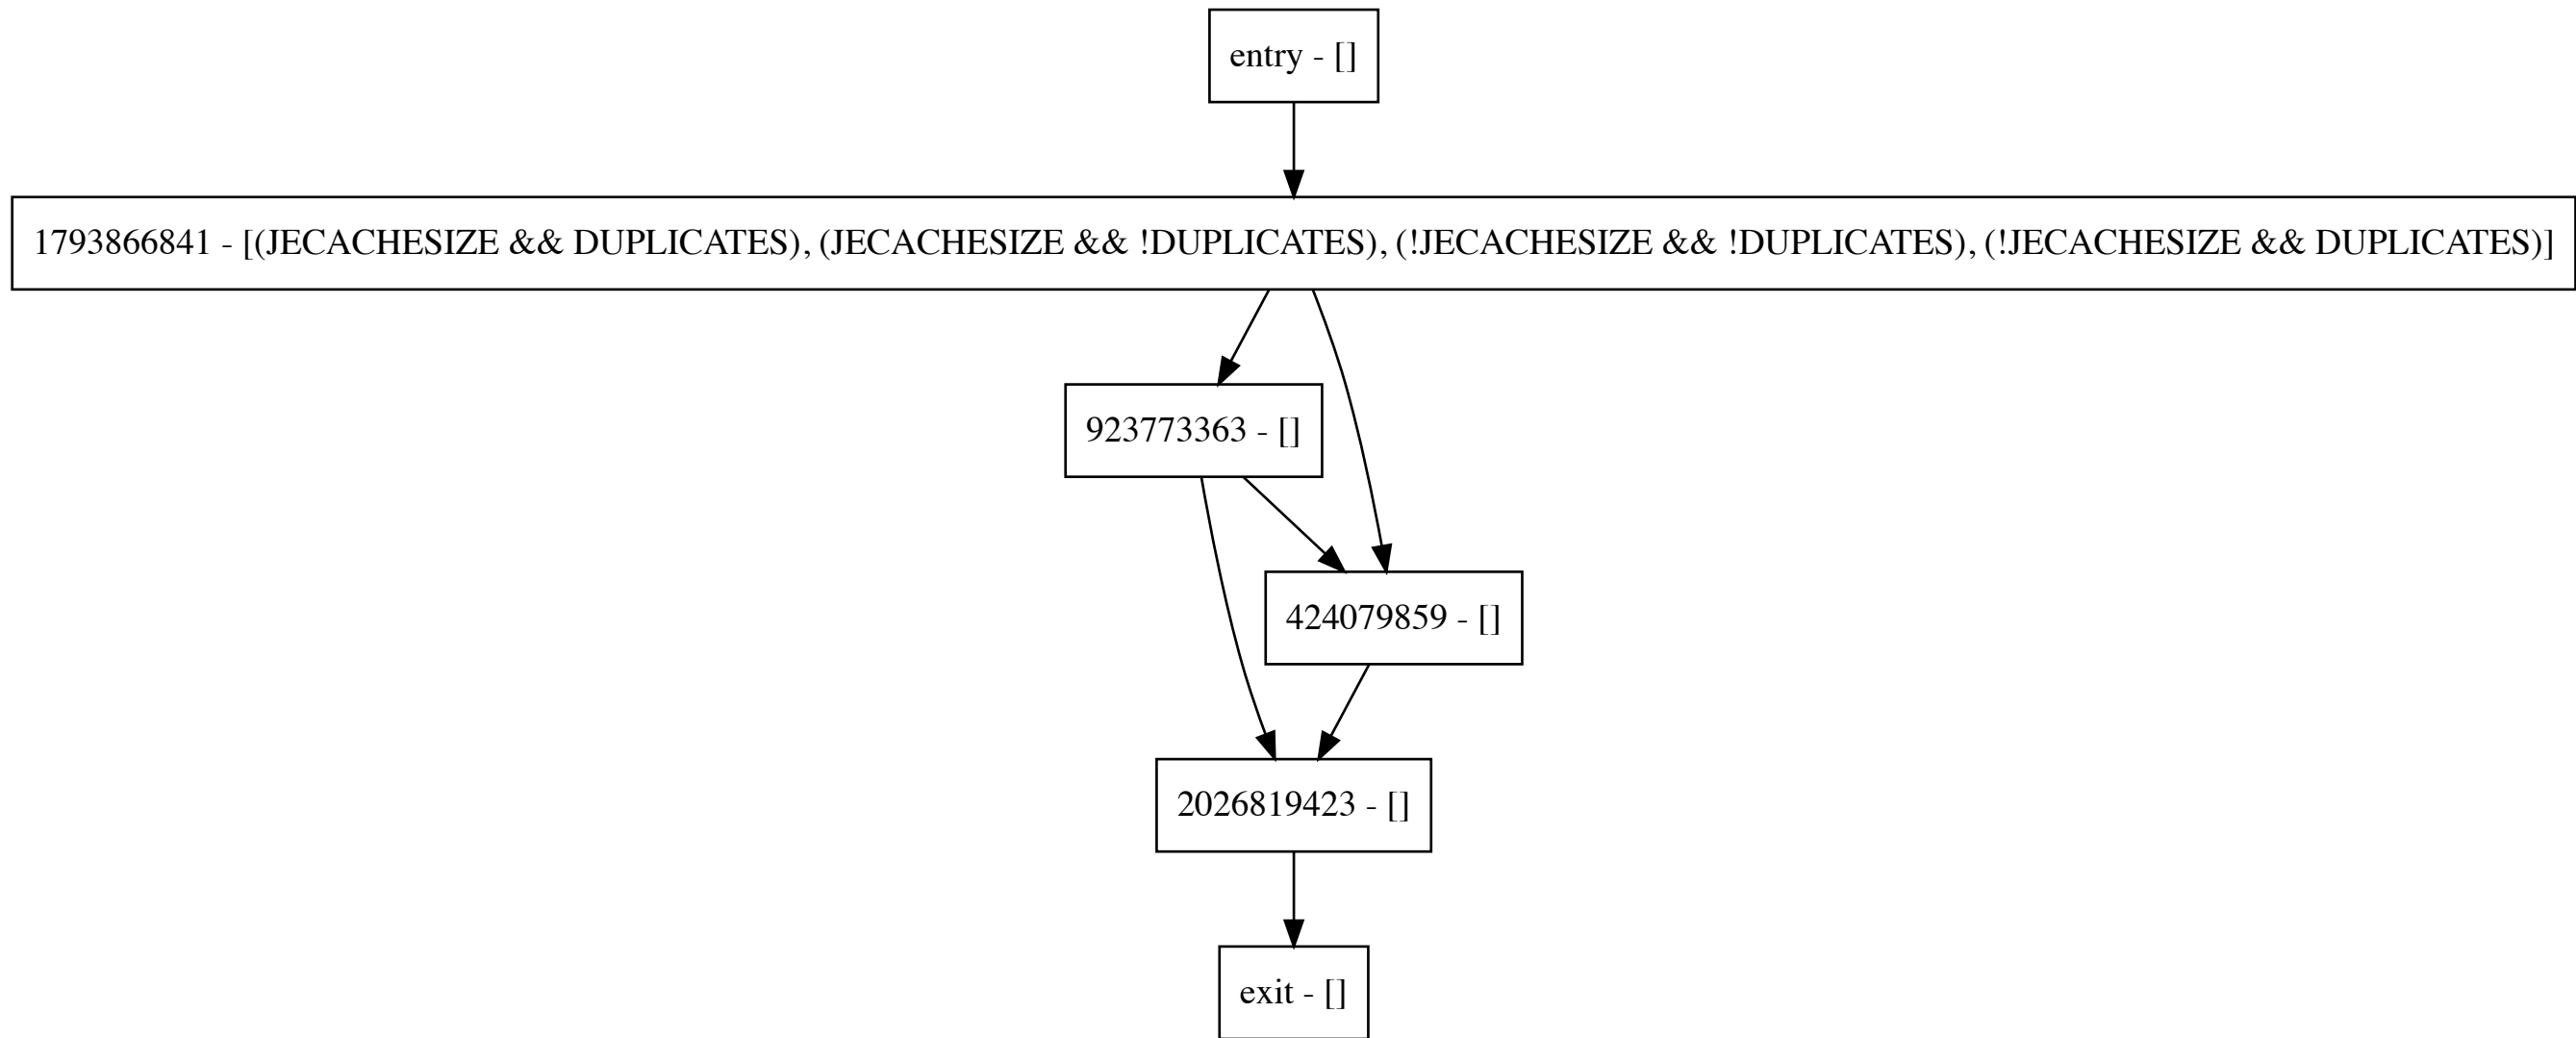 entry - []
1793866841 - [(JECACHESIZE && DUPLICATES), (JECACHESIZE && !DUPLICATES), (!JECACHESIZE && !DUPLICATES), (!JECACHESIZE && DUPLICATES)]
923773363 - []
424079859 - []
2026819423 - []
exit - []